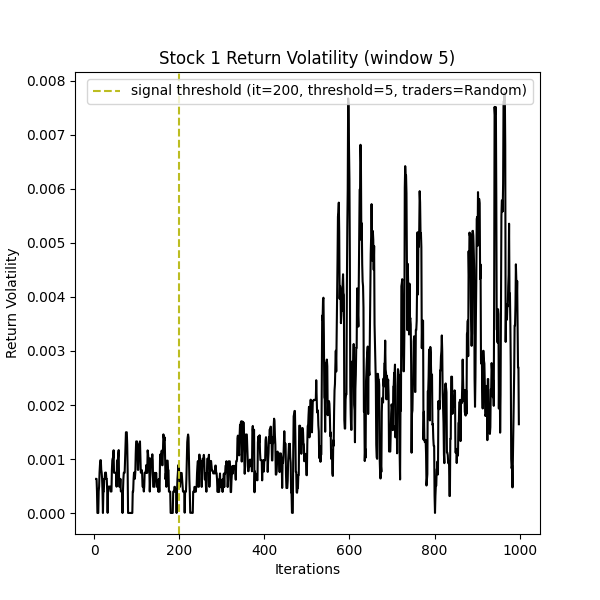 Stock 1 Return Volatility (window 5)
signal threshold (it=200, threshold=5, traders=Random)
Return Volatility
0.008
0.007
0.006
0.005
0.004
0.003
0.002
0.001
0.000
0 200 400 600 800 1000
Iterations